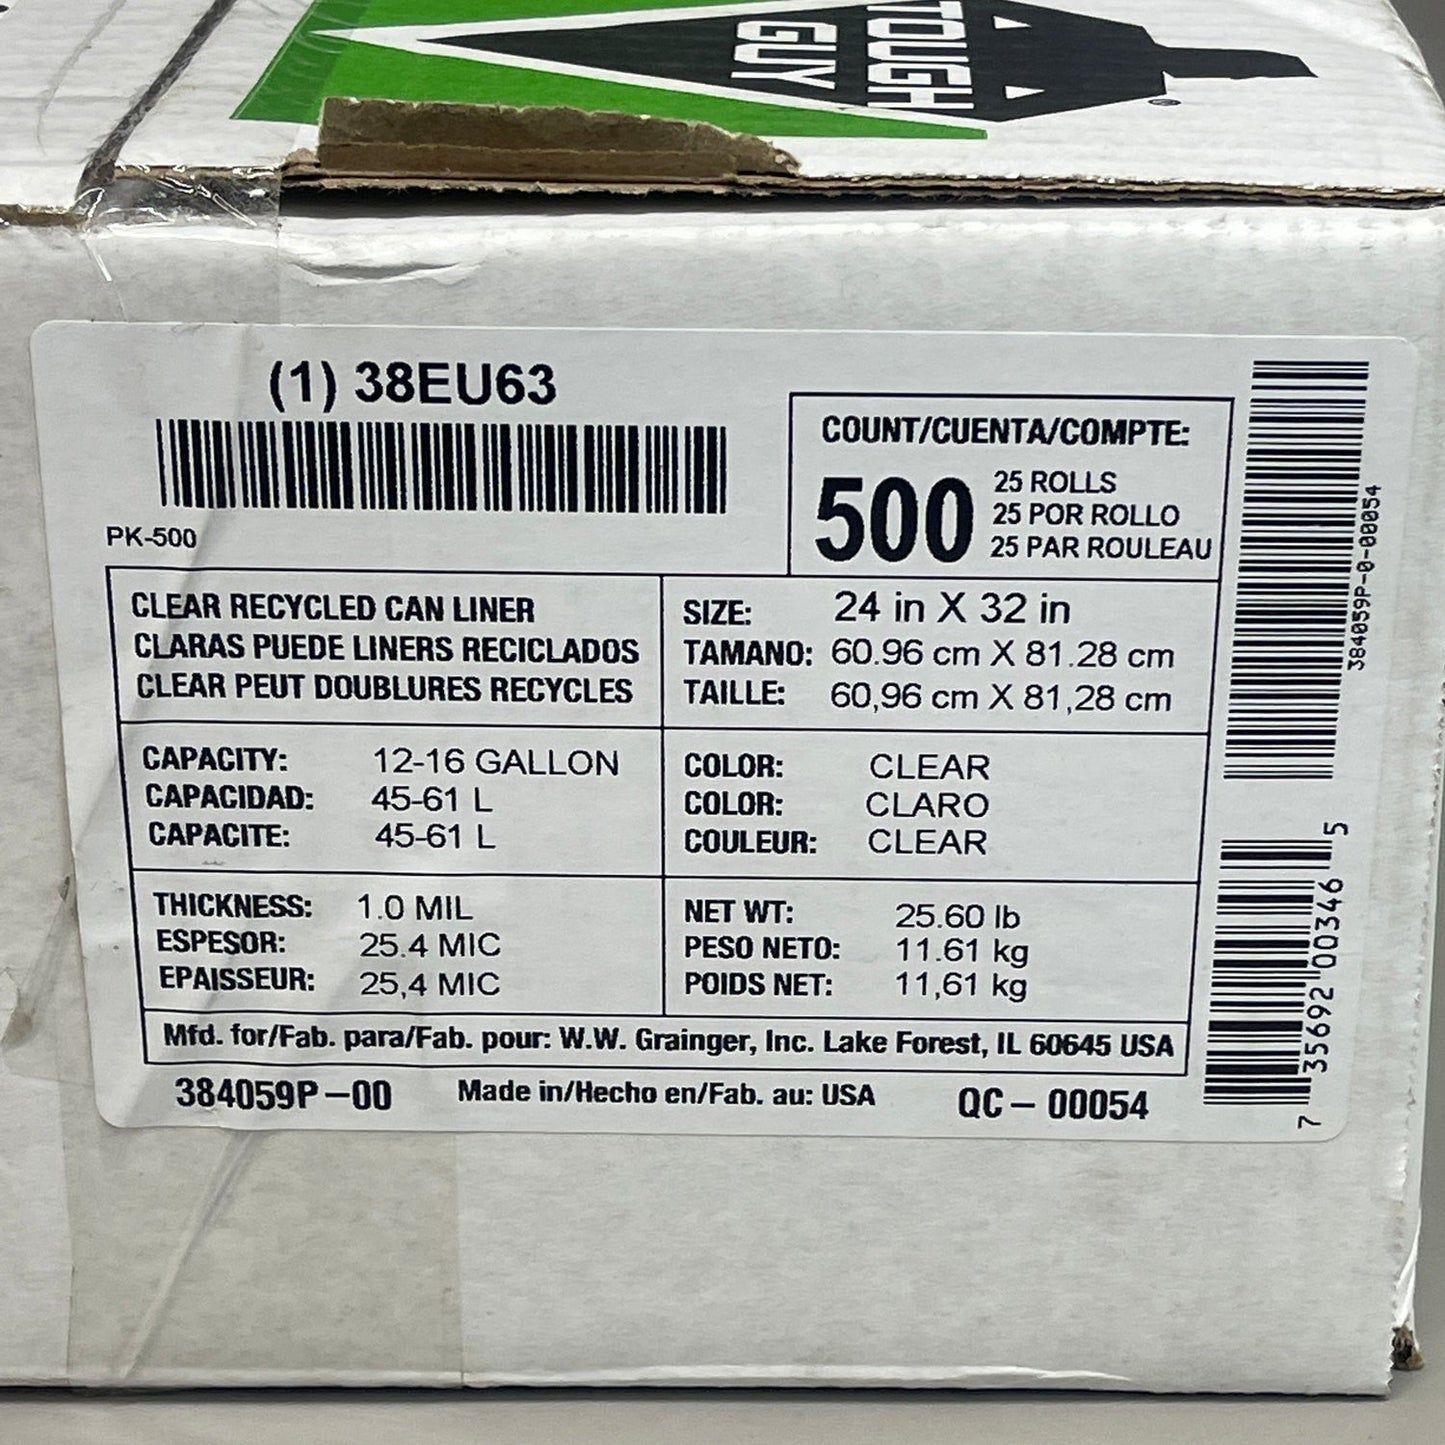 TOUGH
GUY
®
(1) 38EU63
PK-500
COUNT/CUENTA/COMPTE:
500
25 ROLLS
25 POR ROLLO
25 PAR ROULEAU
CLEAR RECYCLED CAN LINER
CLARAS PUEDE LINERS RECICLADOS
CLEAR PEUT DOUBLURES RECYCLES
SIZE: 24 in X 32 in
TAMANO: 60.96 cm X 81.28 cm
TAILLE: 60,96 cm X 81,28 cm
CAPACITY: 12-16 GALLON
CAPACIDAD: 45-61 L
CAPACITE: 45-61 L
COLOR: CLEAR
COLOR: CLARO
COULEUR: CLEAR
THICKNESS: 1.0 MIL
ESPESOR: 25.4 MIC
EPAISSEUR: 25,4 MIC
NET WT: 25.60 lb
PESO NETO: 11.61 kg
POIDS NET: 11,61 kg
Mfd. for/Fab. para/Fab. pour: W.W. Grainger, Inc. Lake Forest, IL 60645 USA
384059P-00 Made in/Hecho en/Fab. au: USA QC - 00054
384059P-0-00054
7 35692 00346 5